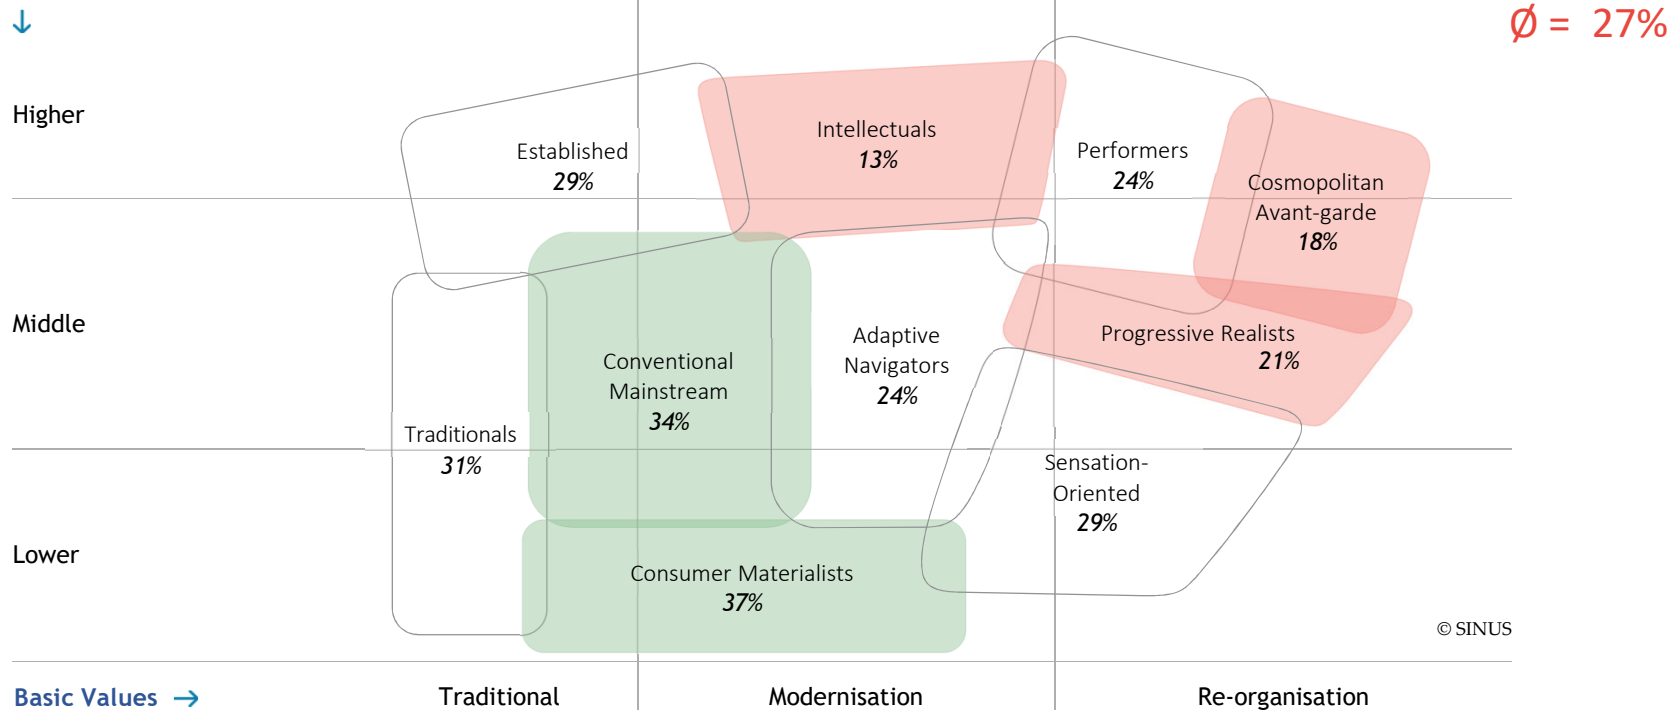 ↓
Ø = 27%
Higher
Established
29%
Intellectuals
13%
Performers
24%
Cosmopolitan
Avant-garde
18%
Middle
Conventional
Mainstream
34%
Adaptive
Navigators
24%
Progressive Realists
21%
Traditionals
31%
Sensation-
Oriented
29%
Lower
Consumer Materialists
37%
© SINUS
Basic Values →
Traditional
Modernisation
Re-organisation